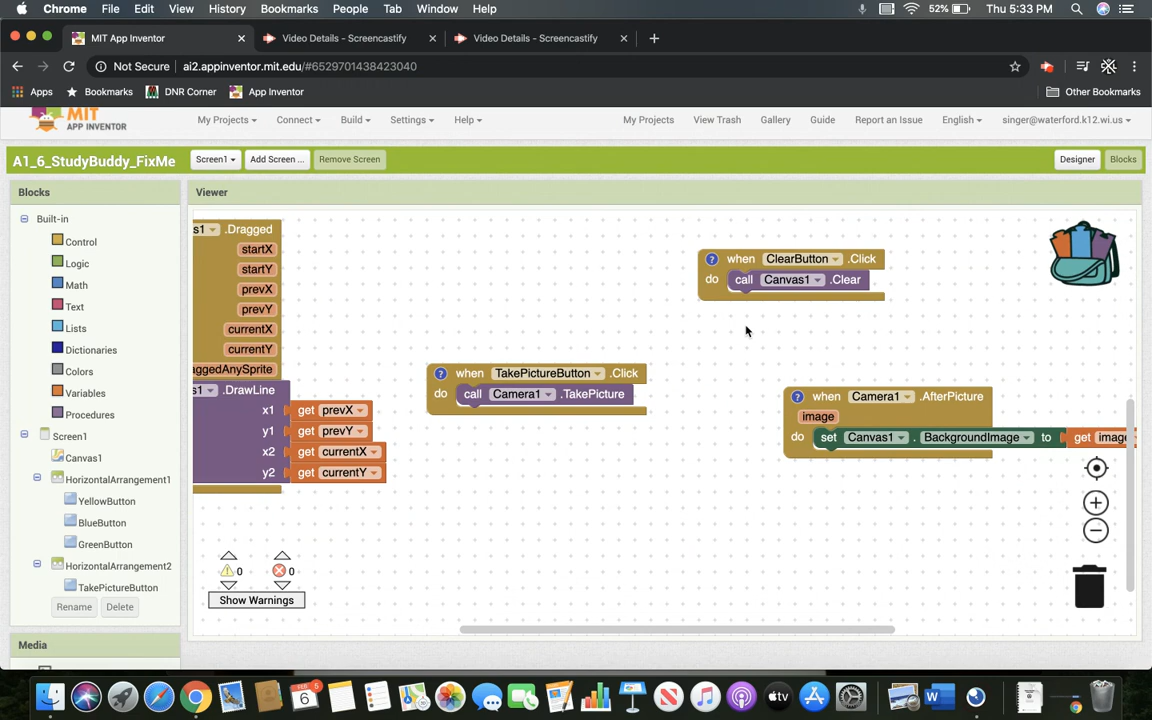 Chrome File Edit View History Bookmarks People Tab Window Help 52% Thu 5:33 PM
MIT App Inventor Video Details - Screencastify Video Details - Screencastify
Not Secure ai2.appinventor.mit.edu/#6529701438423040
Apps Bookmarks DNR Corner App Inventor Other Bookmarks
MIT APP INVENTOR My Projects Connect Build Settings Help My Projects View Trash Gallery Guide Report an Issue English singer@waterford.k12.wi.us
A1_6_StudyBuddy_FixMe Screen1 Add Screen ... Remove Screen Designer Blocks
Blocks
Built-in
Control
Logic
Math
Text
Lists
Dictionaries
Colors
Variables
Procedures
Screen1
Canvas1
HorizontalArrangement1
YellowButton
BlueButton
GreenButton
HorizontalArrangement2
TakePictureButton
Rename Delete
Media
Viewer
s1 .Dragged
startX
startY
prevX
prevY
currentX
currentY
aggedAnySprite
s1 .DrawLine
x1 get prevX
y1 get prevY
x2 get currentX
y2 get currentY
? when TakePictureButton .Click
do call Camera1 .TakePicture
? when ClearButton .Click
do call Canvas1 .Clear
? when Camera1 .AfterPicture
image
do set Canvas1 . BackgroundImage to get image
0 0
Show Warnings
FEB 6 5
tv W